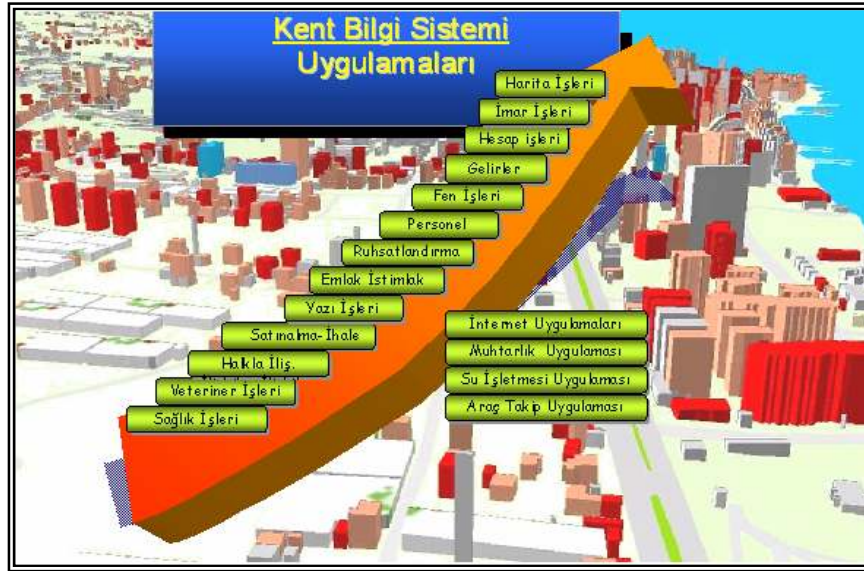 Kent Bilgi Sistemi
Uygulamaları
Harita İşleri
İmar İşleri
Hesap işleri
Gelirler
Fen İşleri
Personel
Ruhsatlandırma
Emlak İstimlak
Yazı İşleri
Satınalma-İhale
Halkla İliş.
Veteriner İşleri
Sağlık İşleri
İnternet Uygulamaları
Muhtarlık Uygulaması
Su İşletmesi Uygulaması
Araç Takip Uygulaması